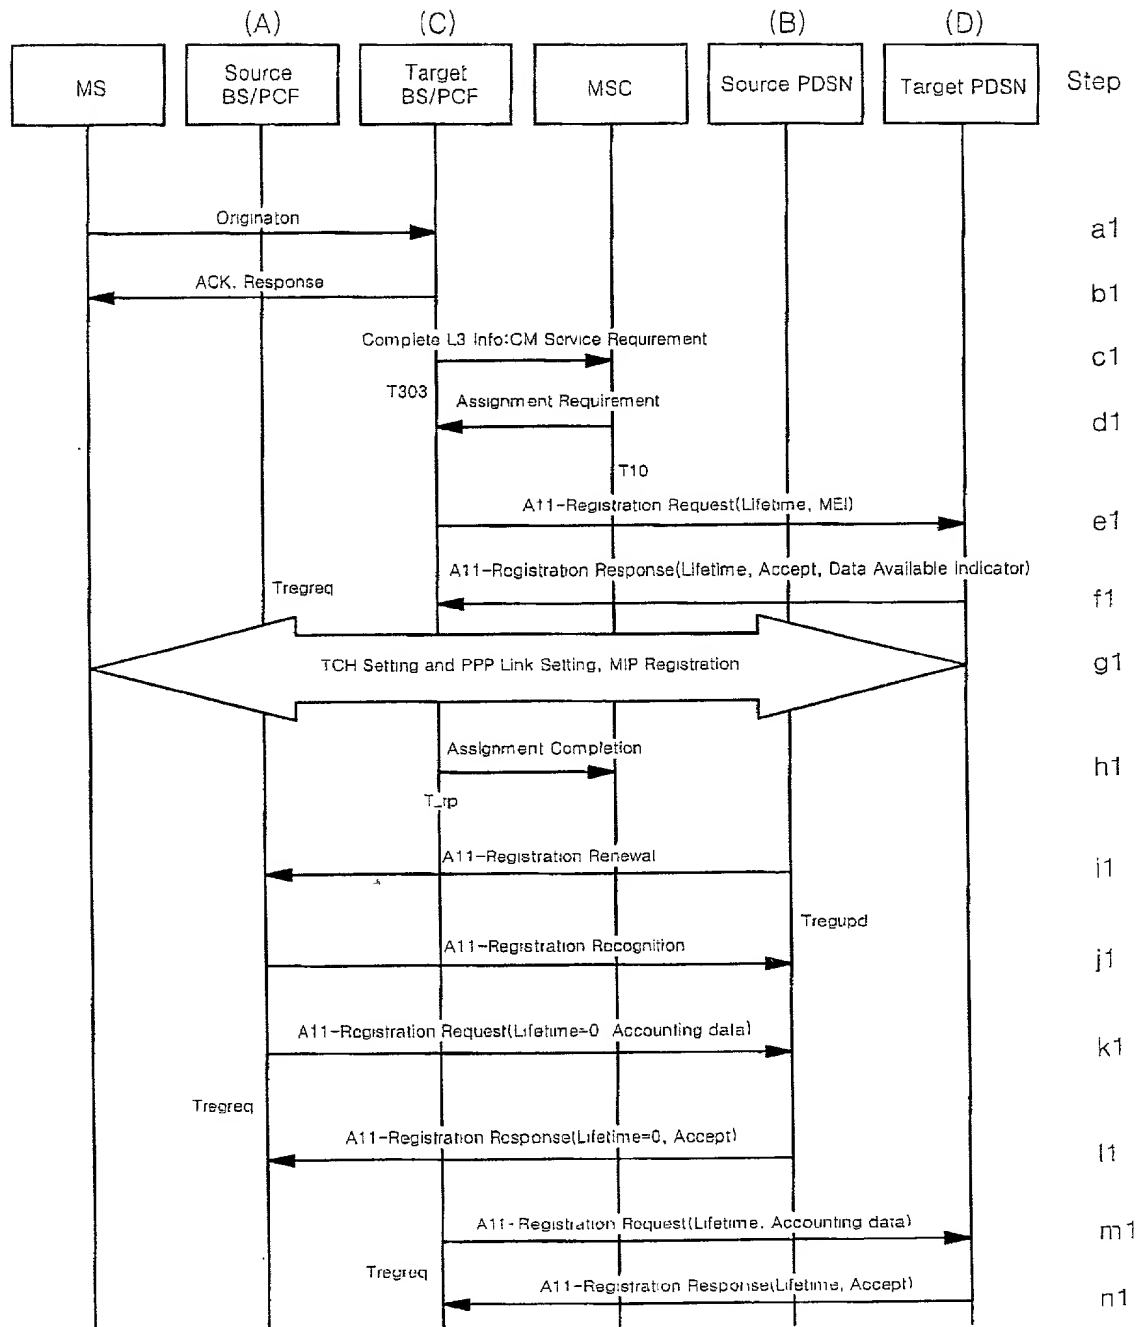 (A) (C) (B) (D)
MS
Source
BS/PCF
Target
BS/PCF
MSC
Source PDSN
Target PDSN
Step
Originaton
a1
ACK. Response
b1
Complete L3 Info:CM Service Requirement
c1
T303
Assignment Requirement
d1
T10
A11-Registration Request(Lifetime, MEI)
e1
A11-Registration Response(Lifetime, Accept, Data Available Indicator)
Tregreq
f1
TCH Setting and PPP Link Setting, MIP Registration
g1
Assignment Completion
h1
T_rp
A11-Registration Renewal
i1
Tregupd
A11-Registration Recognition
j1
A11-Registration Request(Lifetime=0 Accounting data)
k1
Tregreq
A11-Registration Response(Lifetime=0, Accept)
l1
A11-Registration Request(Lifetime, Accounting data)
m1
Tregreq
A11-Registration Response(Lifetime, Accept)
n1